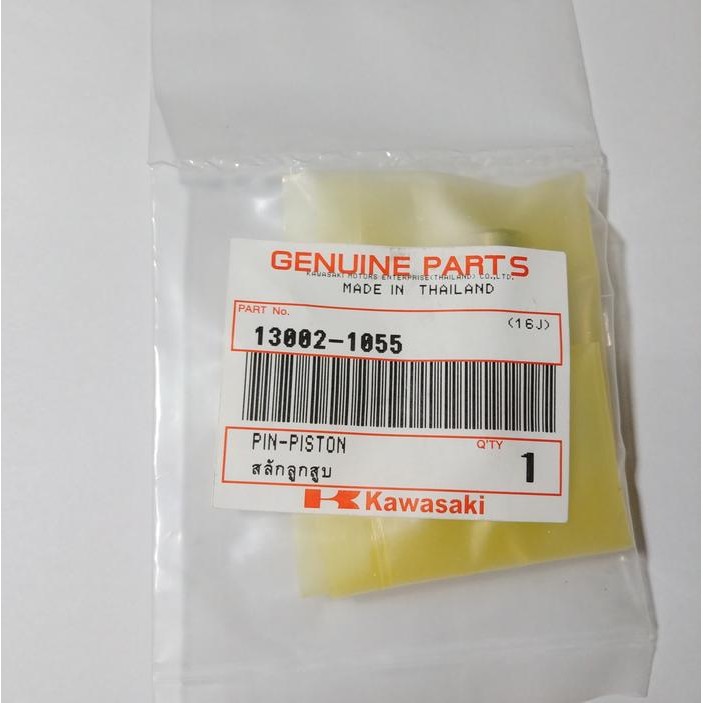 GENUINE PARTS
KAWASAKI MOTORS ENTERPRISE(THAILAND) CO.,LTD.
MADE IN THAILAND
PART No.
(16J)
13002-1055
PIN-PISTON
Q'TY
1
สลักลูกสูบ
Kawasaki